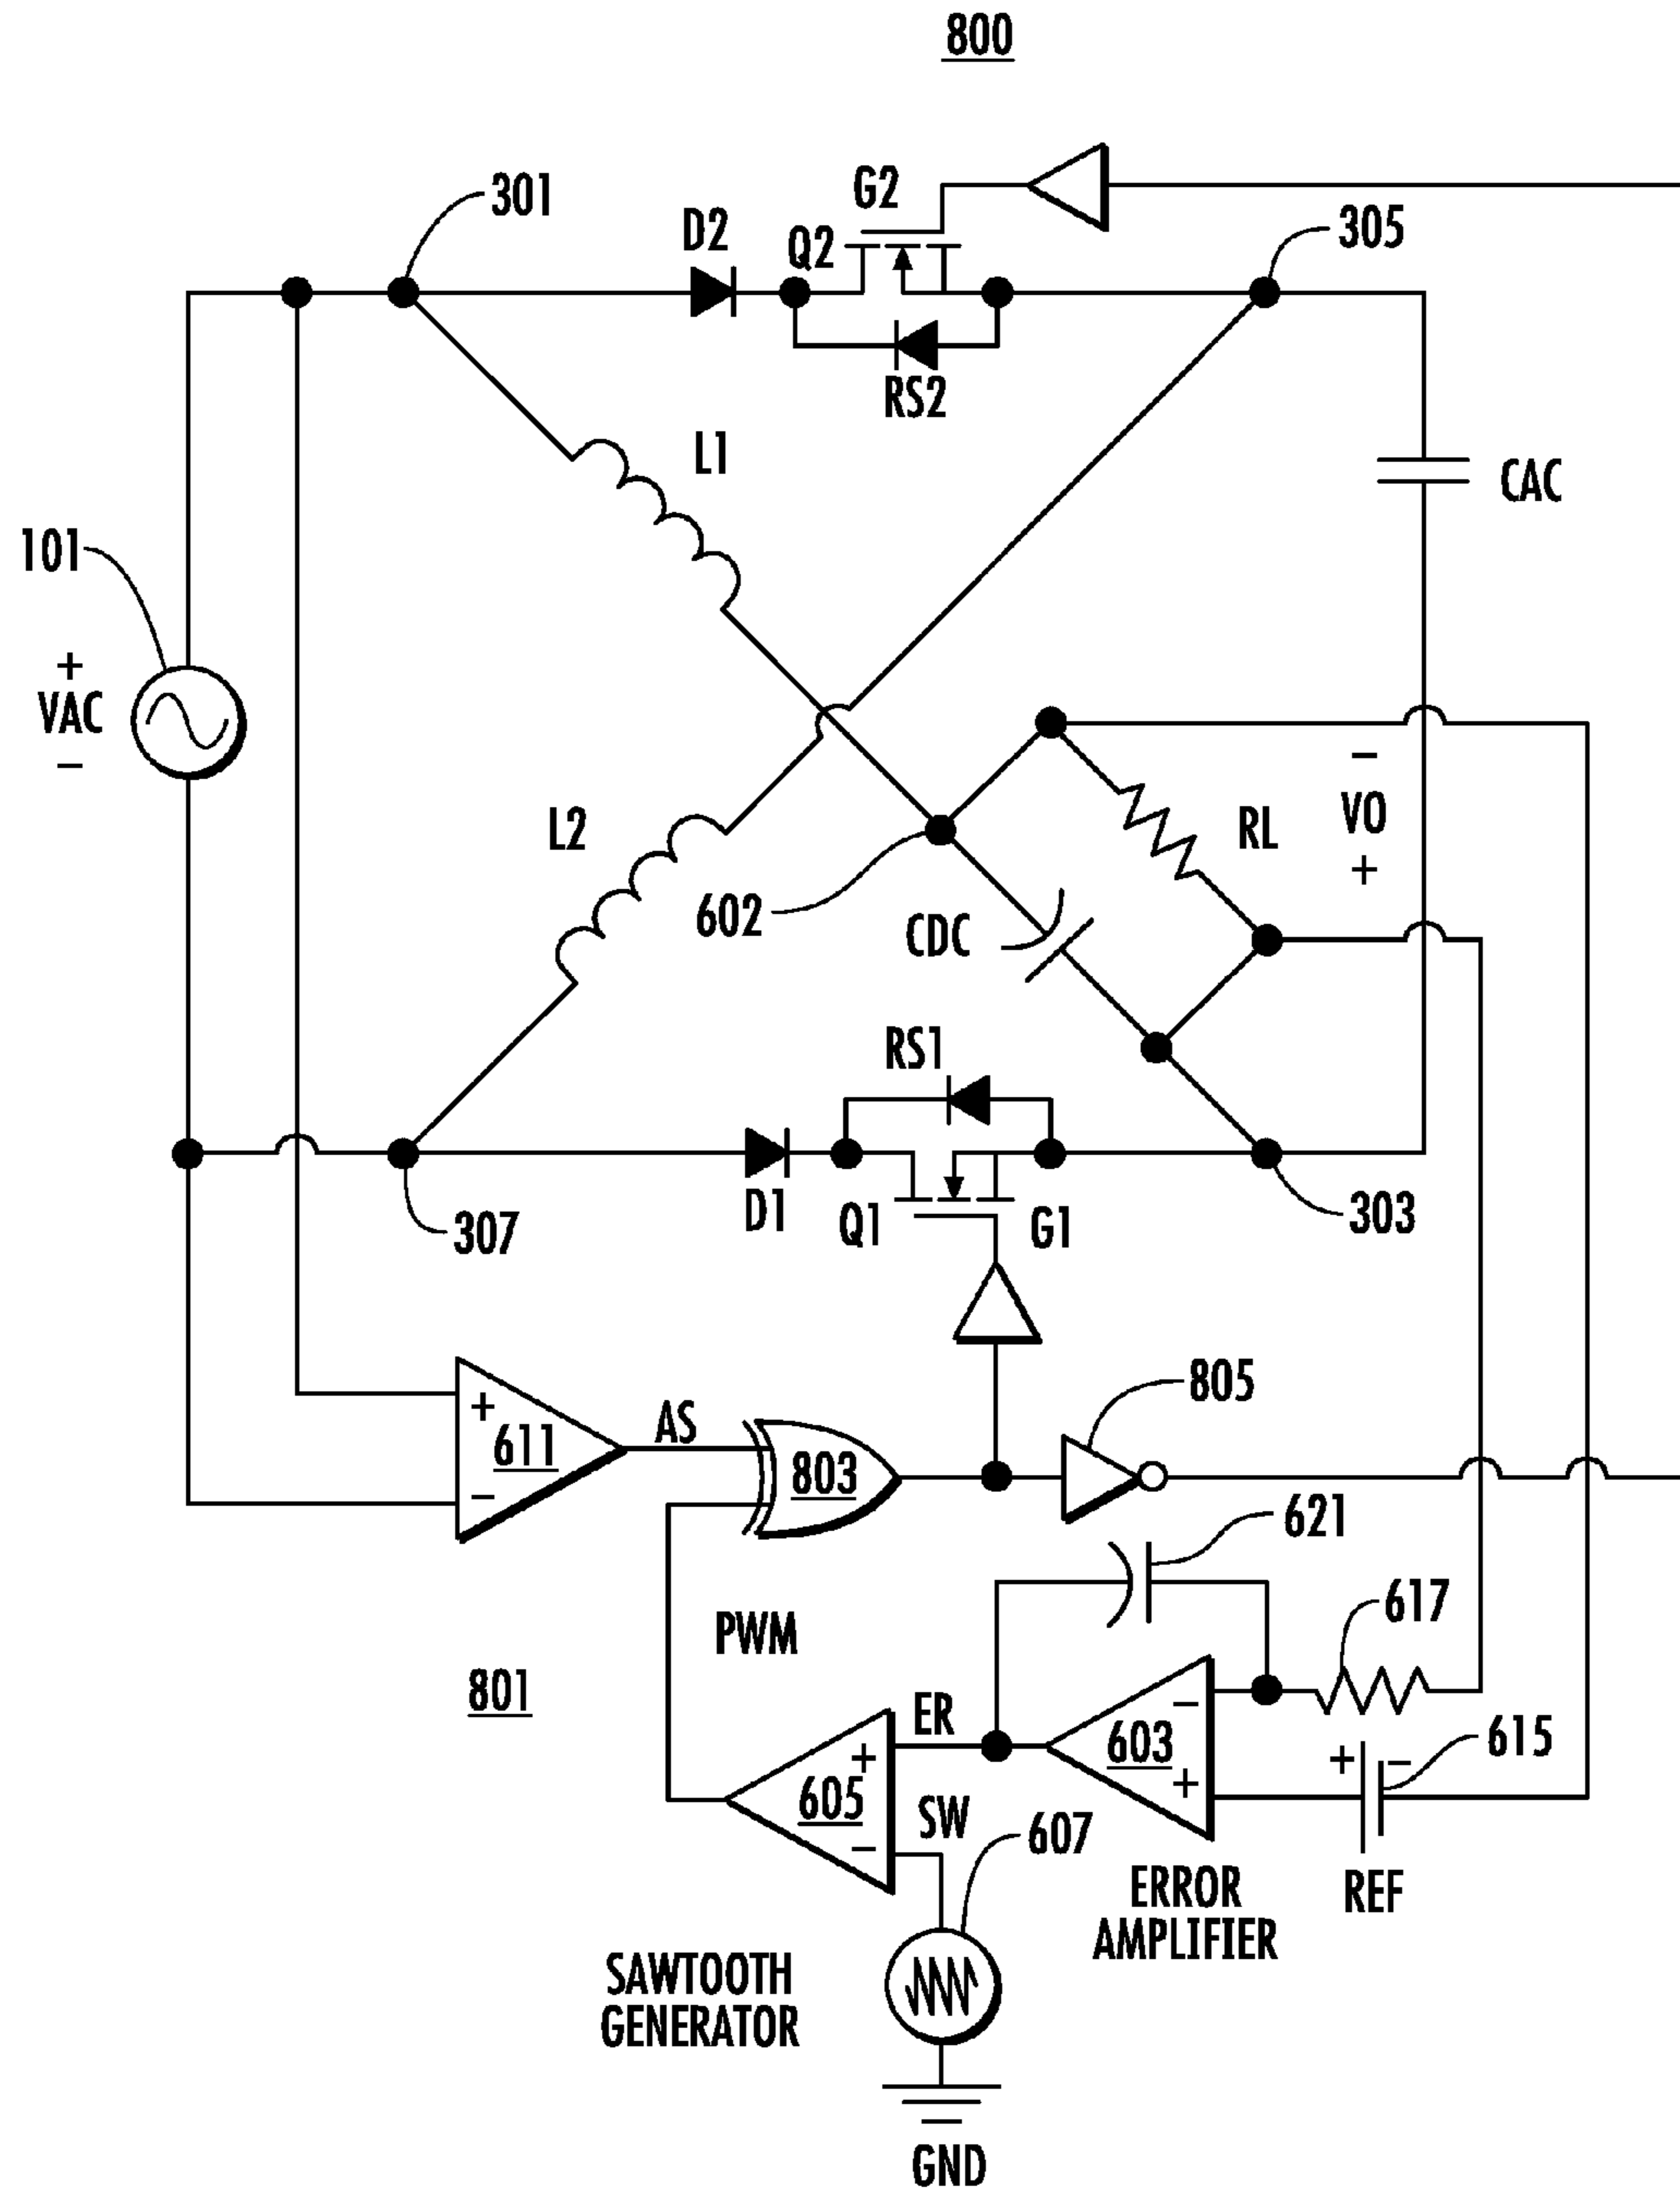 800
301
D2
Q2
G2
305
RS2
L1
CAC
101
+
VAC
−
L2
602
CDC
RL
−
VO
+
RS1
307
D1
Q1
G1
303
+
611
−
AS
803
805
621
617
PWM
801
ER
+
605
−
SW
607
−
603
+
+
−
615
REF
ERROR
AMPLIFIER
SAWTOOTH
GENERATOR
GND